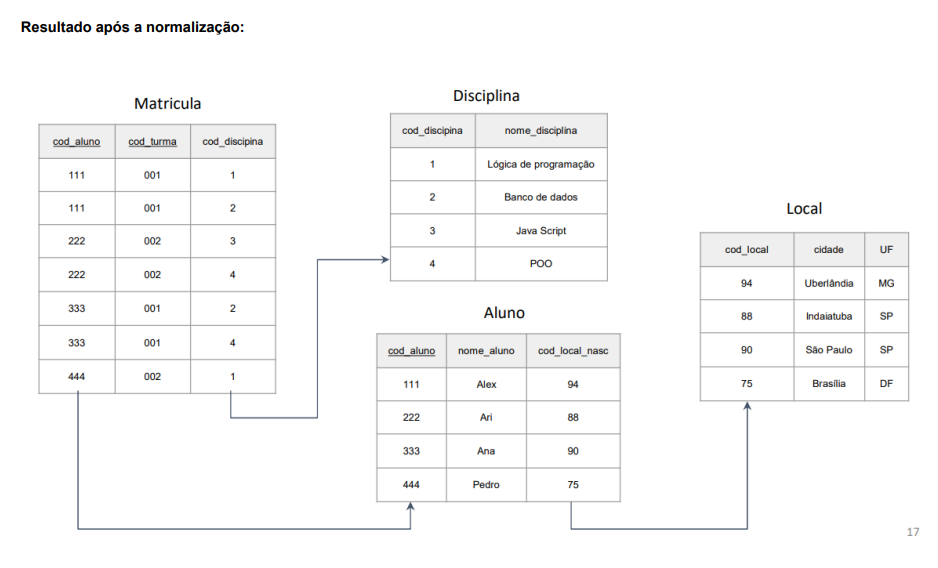 Resultado após a normalização:
Matricula
cod_aluno cod_turma cod_discipina
111 001 1
111 001 2
222 002 3
222 002 4
333 001 2
333 001 4
444 002 1
Disciplina
cod_discipina nome_disciplina
1 Lógica de programação
2 Banco de dados
3 Java Script
4 POO
Aluno
cod_aluno nome_aluno cod_local_nasc
111 Alex 94
222 Ari 88
333 Ana 90
444 Pedro 75
Local
cod_local cidade UF
94 Uberlândia MG
88 Indaiatuba SP
90 São Paulo SP
75 Brasília DF
17